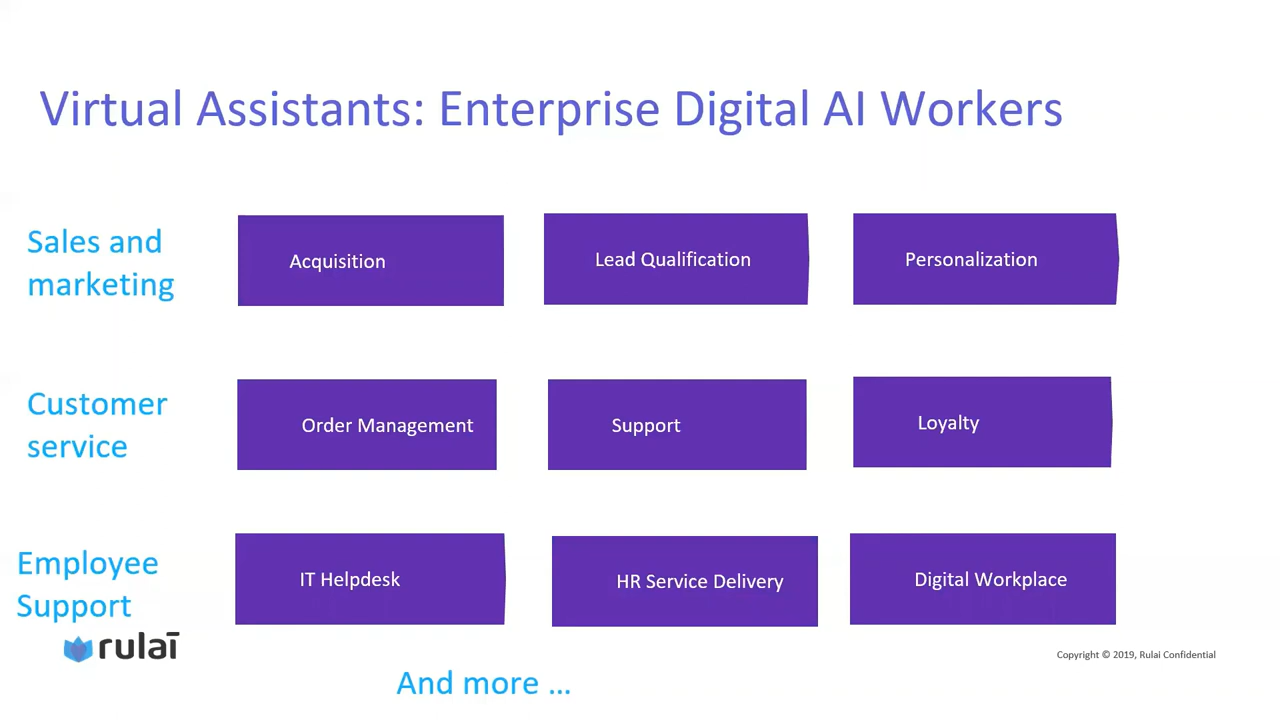 Virtual Assistants: Enterprise Digital AI Workers
Sales and
marketing
Acquisition
Lead Qualification
Personalization
Customer
service
Order Management
Support
Loyalty
Employee
Support
IT Helpdesk
HR Service Delivery
Digital Workplace
rulaī
Copyright © 2019, Rulai Confidential
And more ...